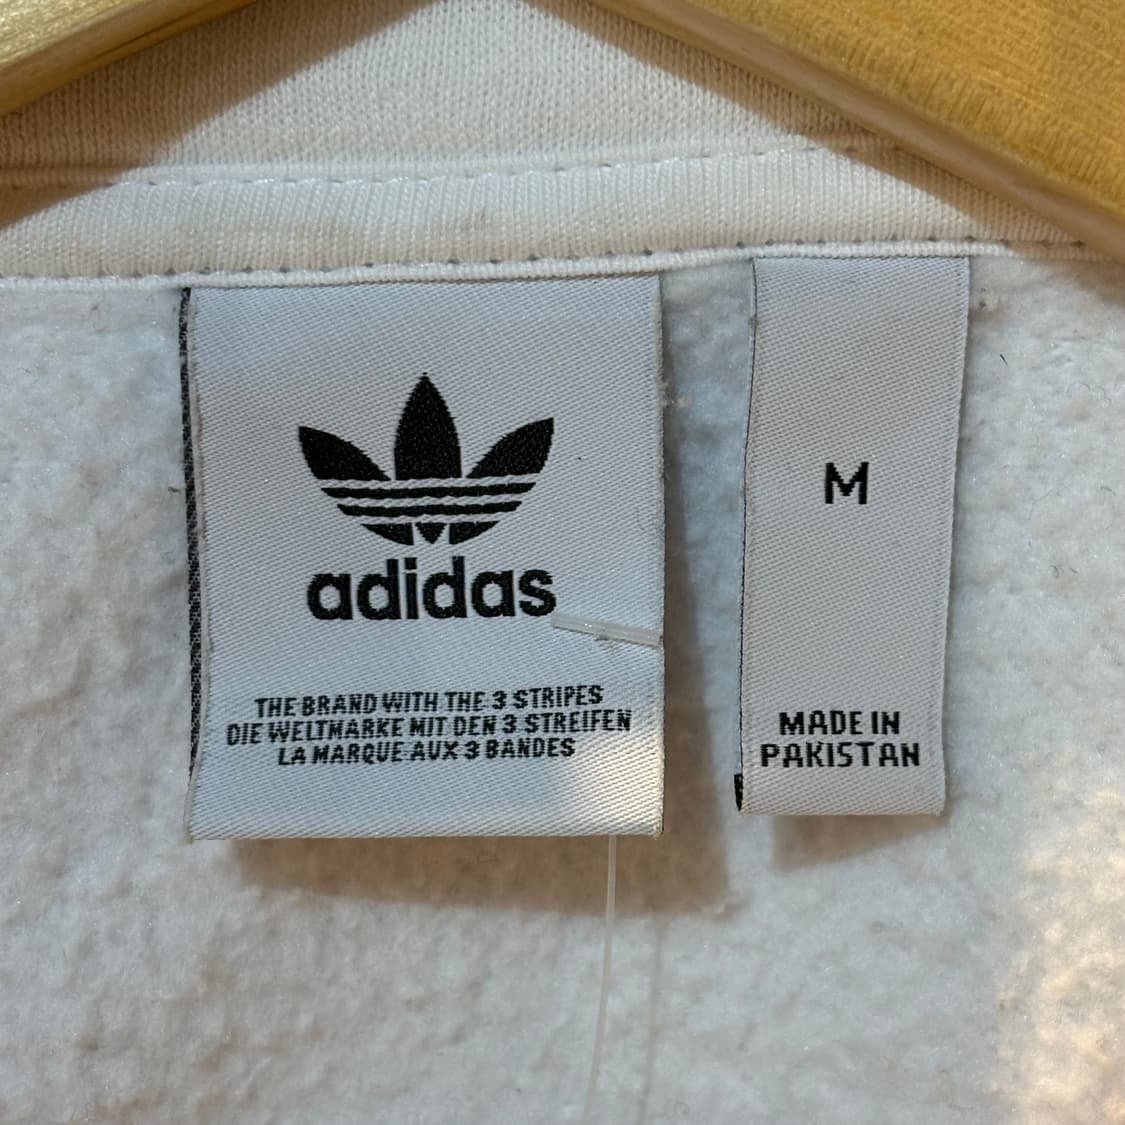 adidas
THE BRAND WITH THE 3 STRIPES
DIE WELTMARKE MIT DEN 3 STREIFEN
LA MARQUE AUX 3 BANDES
M
MADE IN
PAKISTAN